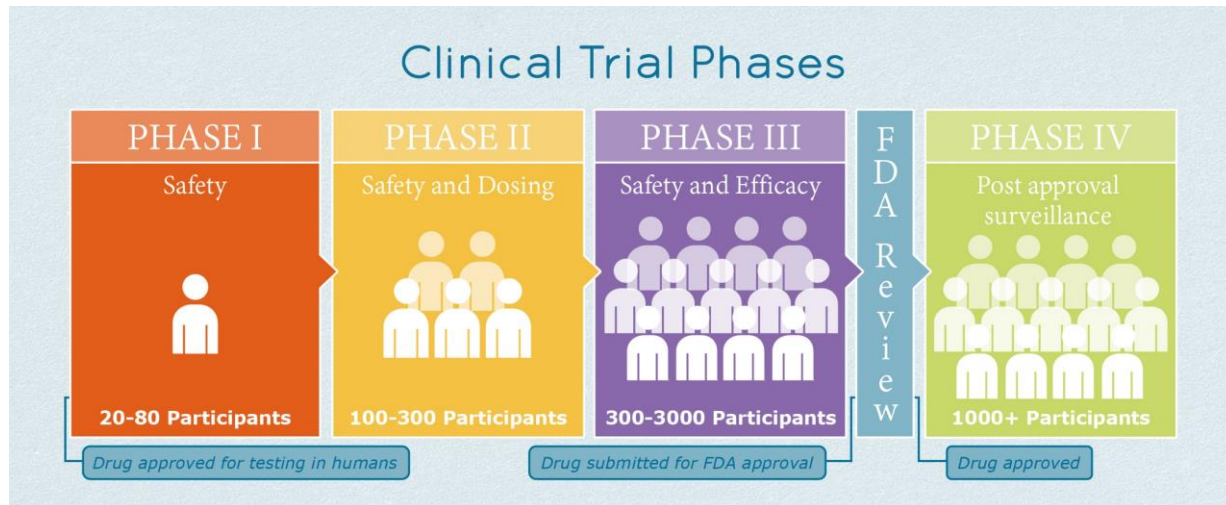 Clinical Trial Phases
PHASE I
Safety
20-80 Participants
PHASE II
Safety and Dosing
100-300 Participants
PHASE III
Safety and Efficacy
300-3000 Participants
FDA Review
PHASE IV
Post approval
surveillance
1000+ Participants
Drug approved for testing in humans
Drug submitted for FDA approval
Drug approved